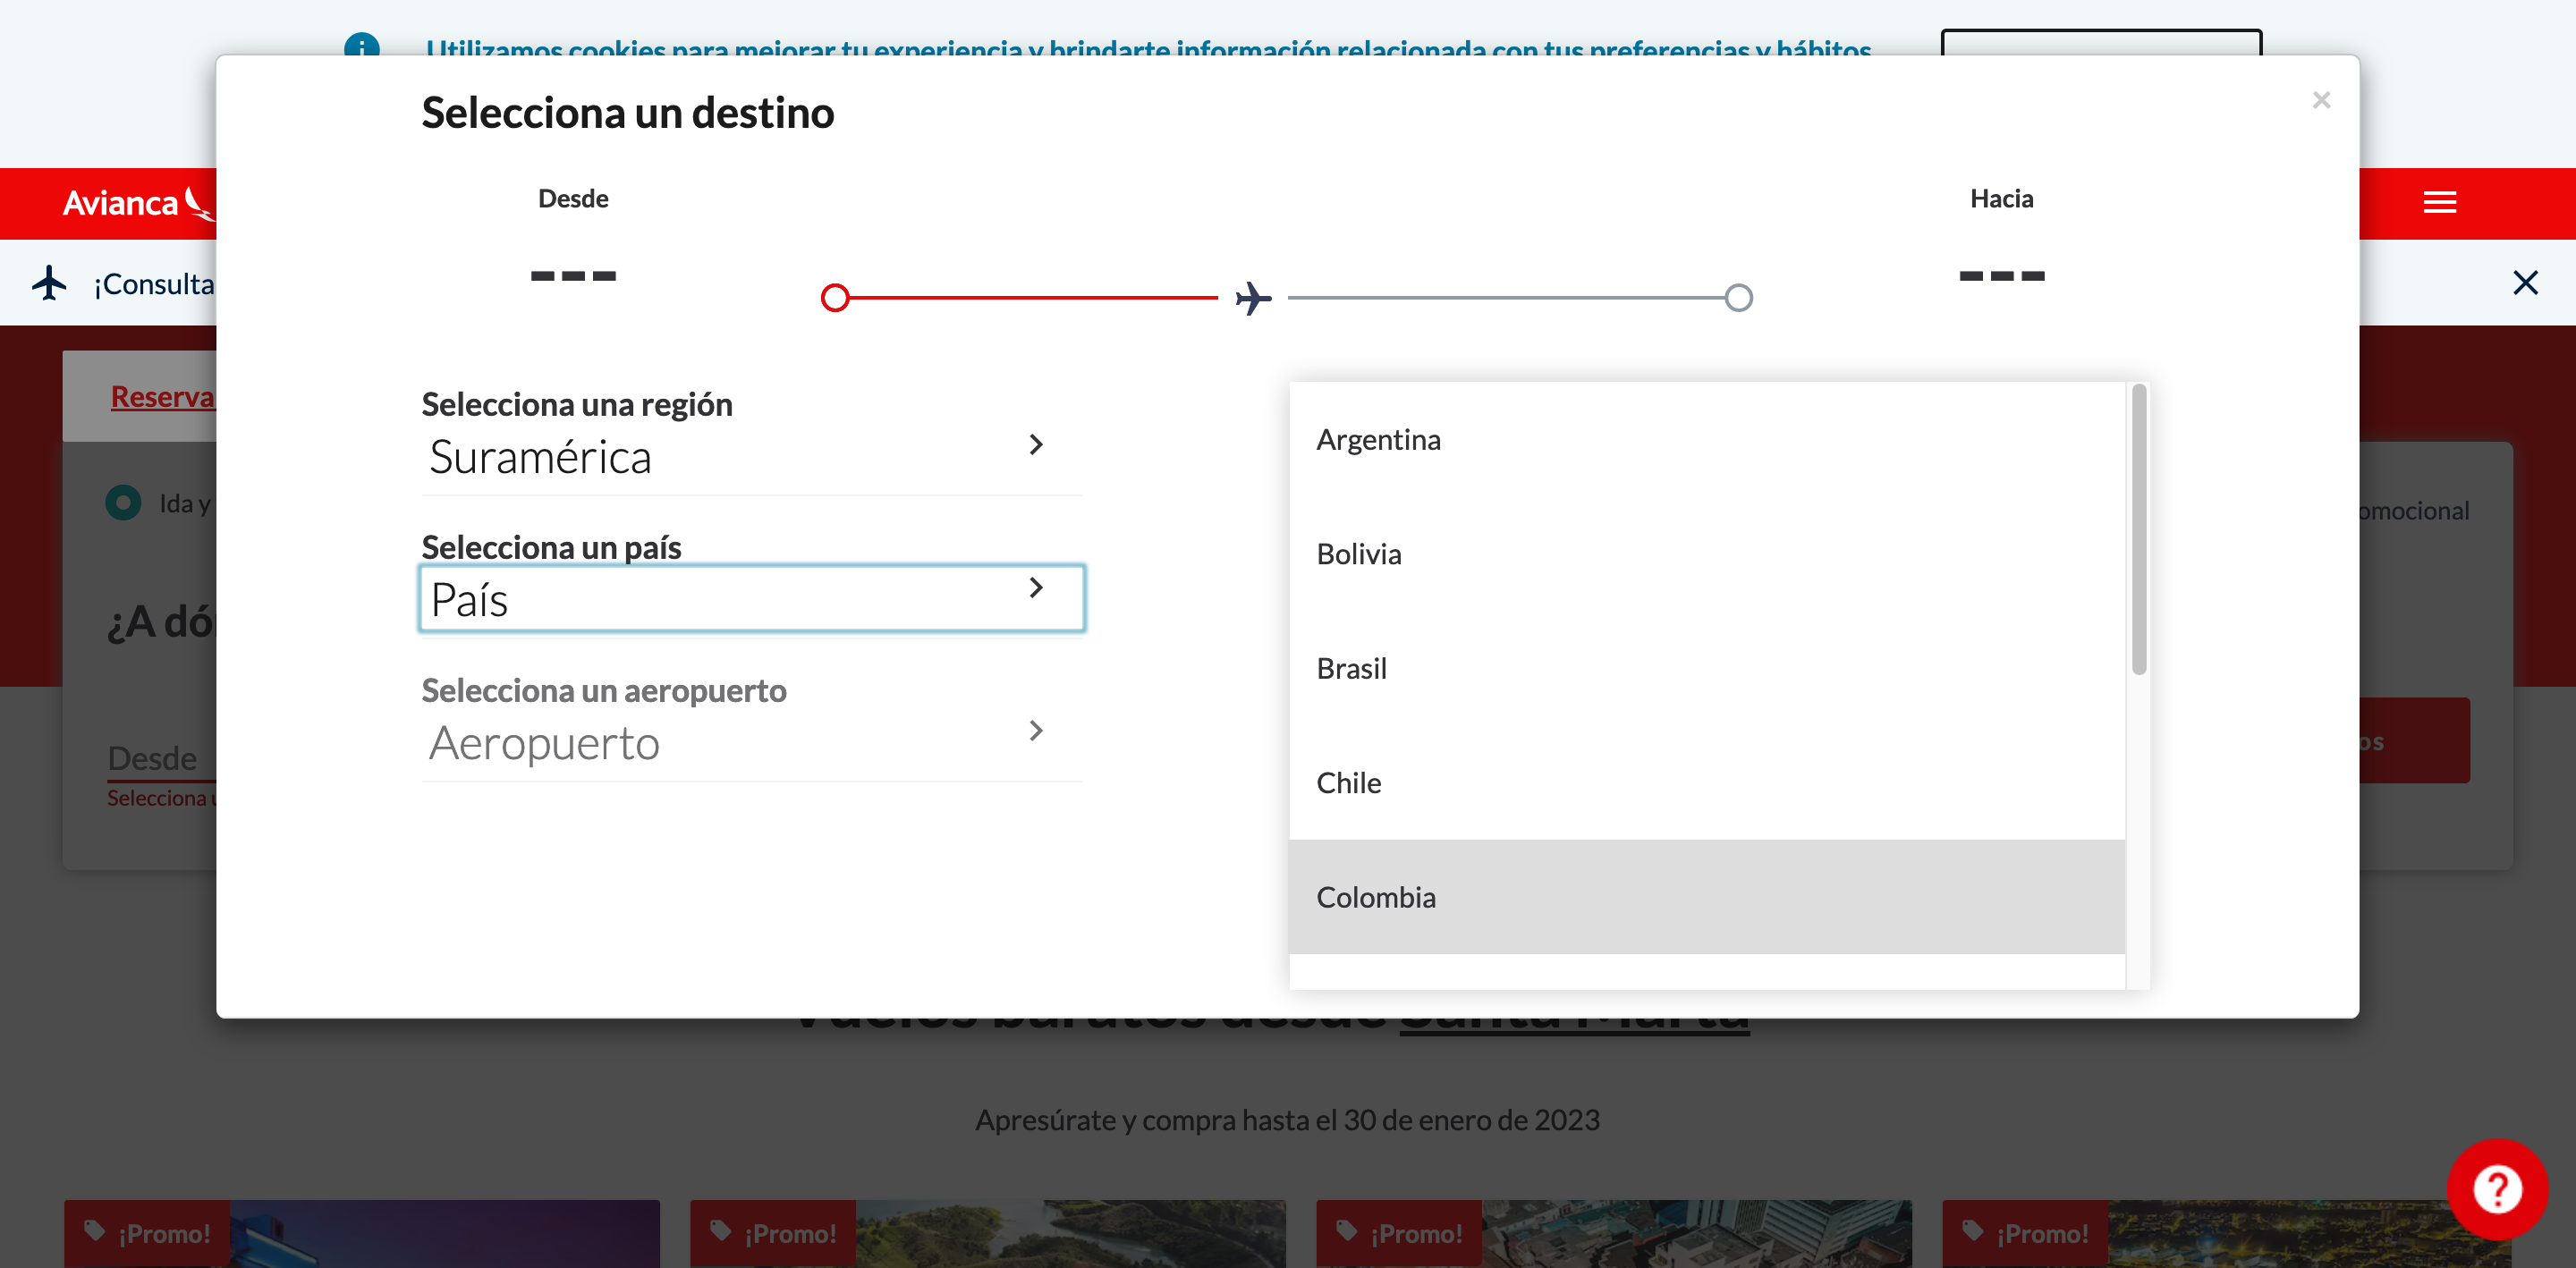 Utilizamos cookies para mejorar tu experiencia y brindarte información relacionada con tus preferencias y hábitos
Selecciona un destino
×
Avianca
Desde
Hacia
---
---
¡Consulta
Reserva
Selecciona una región
Suramérica
Argentina
Ida y
omocional
Selecciona un país
País
Bolivia
¿A dó
Brasil
Selecciona un aeropuerto
Aeropuerto
Desde
os
Selecciona u
Chile
Colombia
Vuelos baratos desde Santa Marta
Apresúrate y compra hasta el 30 de enero de 2023
¡Promo!
¡Promo!
¡Promo!
¡Promo!